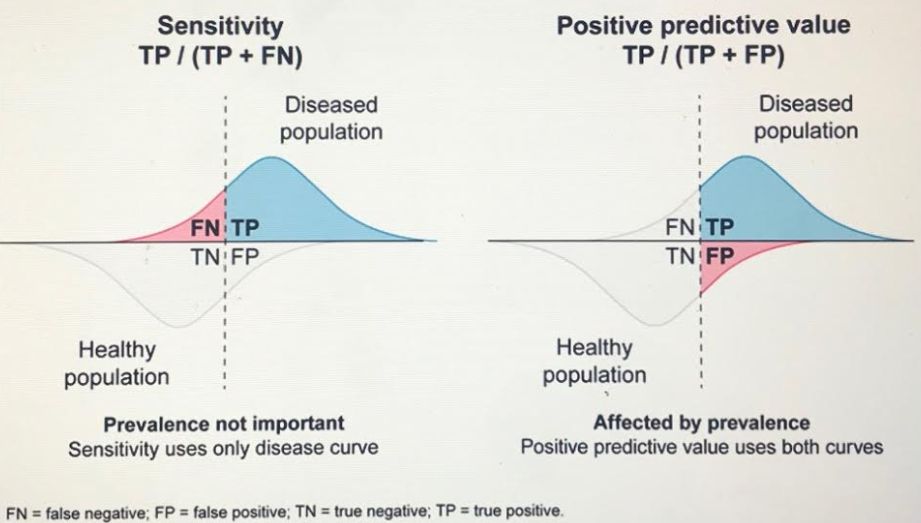 Sensitivity
TP / (TP + FN)
Diseased
population
FN TP
TN FP
Healthy
population
Prevalence not important
Sensitivity uses only disease curve
Positive predictive value
TP / (TP + FP)
Diseased
population
FN TP
TN FP
Healthy
population
Affected by prevalence
Positive predictive value uses both curves
FN = false negative; FP = false positive; TN = true negative; TP = true positive.